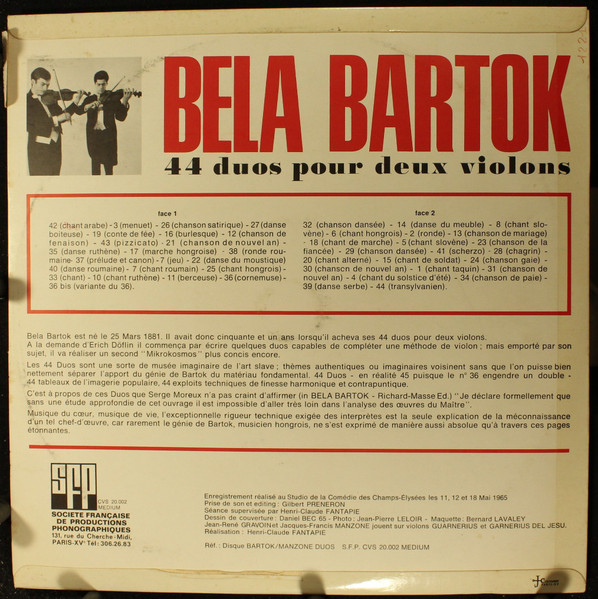 BELA BARTOK
44 duos pour deux violons
face 1
42 (chant arabe) -3 (menuet) - 26 (chanson satirique) - 27 (danse
boiteuse) - 19 (conte de fée) - 16 (burlesque) - 12 (chanson de
fenaison) - 43 (pizzicato) - 21 (chanson de nouvel an) -
35 (danse ruthène) - 17 (marche hongroise) - 38 (ronde rou-
maine- 37 (prélude et canon) - 7 (jeu) - 22 (danse du moustique)
40 (danse roumaine) - 7 (chant roumain) - 25 (chant hongrois) -
33 (chant) - 10 (chant ruthène) - 11 (berceuse) - 36 (cornemuse) -
36 bis (variante du 36).
face 2
32 (chanson dansée) - 14 (danse du meuble) - 8 (chant slo-
vène) - 6 (chant hongrois) - 2 (ronde) - 13 (chanson de mariage)
- 18 (chant de marche) - 5 (chant slovène) - 23 (chanson de la
fiancée) - 29 (chanson dansée) - 41 (scherzo) - 28 (chagrin) -
20 (chant alterné) - 15 (chant de soldat) - 24 (chanson gaie) -
30 (chanson de nouvel an) - 1 (chant taquin) - 31 (chanson de
nouvel an) - 4 (chant du solstice d'été) - 34 (chanson de paie) -
39 (danse serbe) - 44 (transylvanien).
Bela Bartok est né le 25 Mars 1881. Il avait donc cinquante et un ans lorsqu'il acheva ses 44 duos pour deux violons.
A la demande d'Erich Döflin il commença par écrire quelques duos capables de compléter une méthode de violon ; mais emporté par son
sujet, il va réaliser un second "Mikrokosmos" plus concis encore.
Les 44 Duos sont une sorte de musée imaginaire de l'art slave ; thèmes authentiques ou imaginaires voisinent sans que l'on puisse bien
nettement séparer l'apport du génie de Bartok du matériau fondamental. 44 Duos - en réalité 45 puisque le n° 36 engendre un double -
44 tableaux de l'imagerie populaire, 44 exploits techniques de finesse harmonique et contrapuntique.
C'est à propos de ces Duos que Serge Moreux n'a pas craint d'affirmer (in BELA BARTOK - Richard-Masse Ed.) "Je déclare formellement que
sans une étude approfondie de cet ouvrage il est impossible d'aller très loin dans l'analyse des œuvres du Maître".
Musique du cœur, musique de vie, l'exceptionnelle rigueur technique exigée des interprètes est la seule explication de la méconnaissance
d'un tel chef-d'œuvre, car rarement le génie de Bartok, musicien hongrois, ne s'est exprimé de manière aussi absolue qu'à travers ces pages
étonnantes.
SFP
CVS 20.002
MEDIUM
SOCIETE FRANÇAISE
DE PRODUCTIONS
PHONOGRAPHIQUES
131, rue du Cherche-Midi,
PARIS-XVe Tél : 306.26.83
Enregistrement réalisé au Studio de la Comédie des Champs-Élysées les 11, 12 et 18 Mai 1965
Prise de son et editing : Gilbert PRENERON
Séance supervisée par Henri-Claude FANTAPIE
Dessin de couverture : Daniel BEC 65 - Photo : Jean-Pierre LELOIR - Maquette : Bernard LAVALEY
Jean-René GRAVOIN et Jacques-Francis MANZONE jouent sur violons GUARNERIUS et GARNERIUS DEL JESU.
Réalisation : Henri-Claude FANTAPIE
Réf. : Disque BARTOK/MANZONE DUOS S.F.P. CVS 20.002 MEDIUM